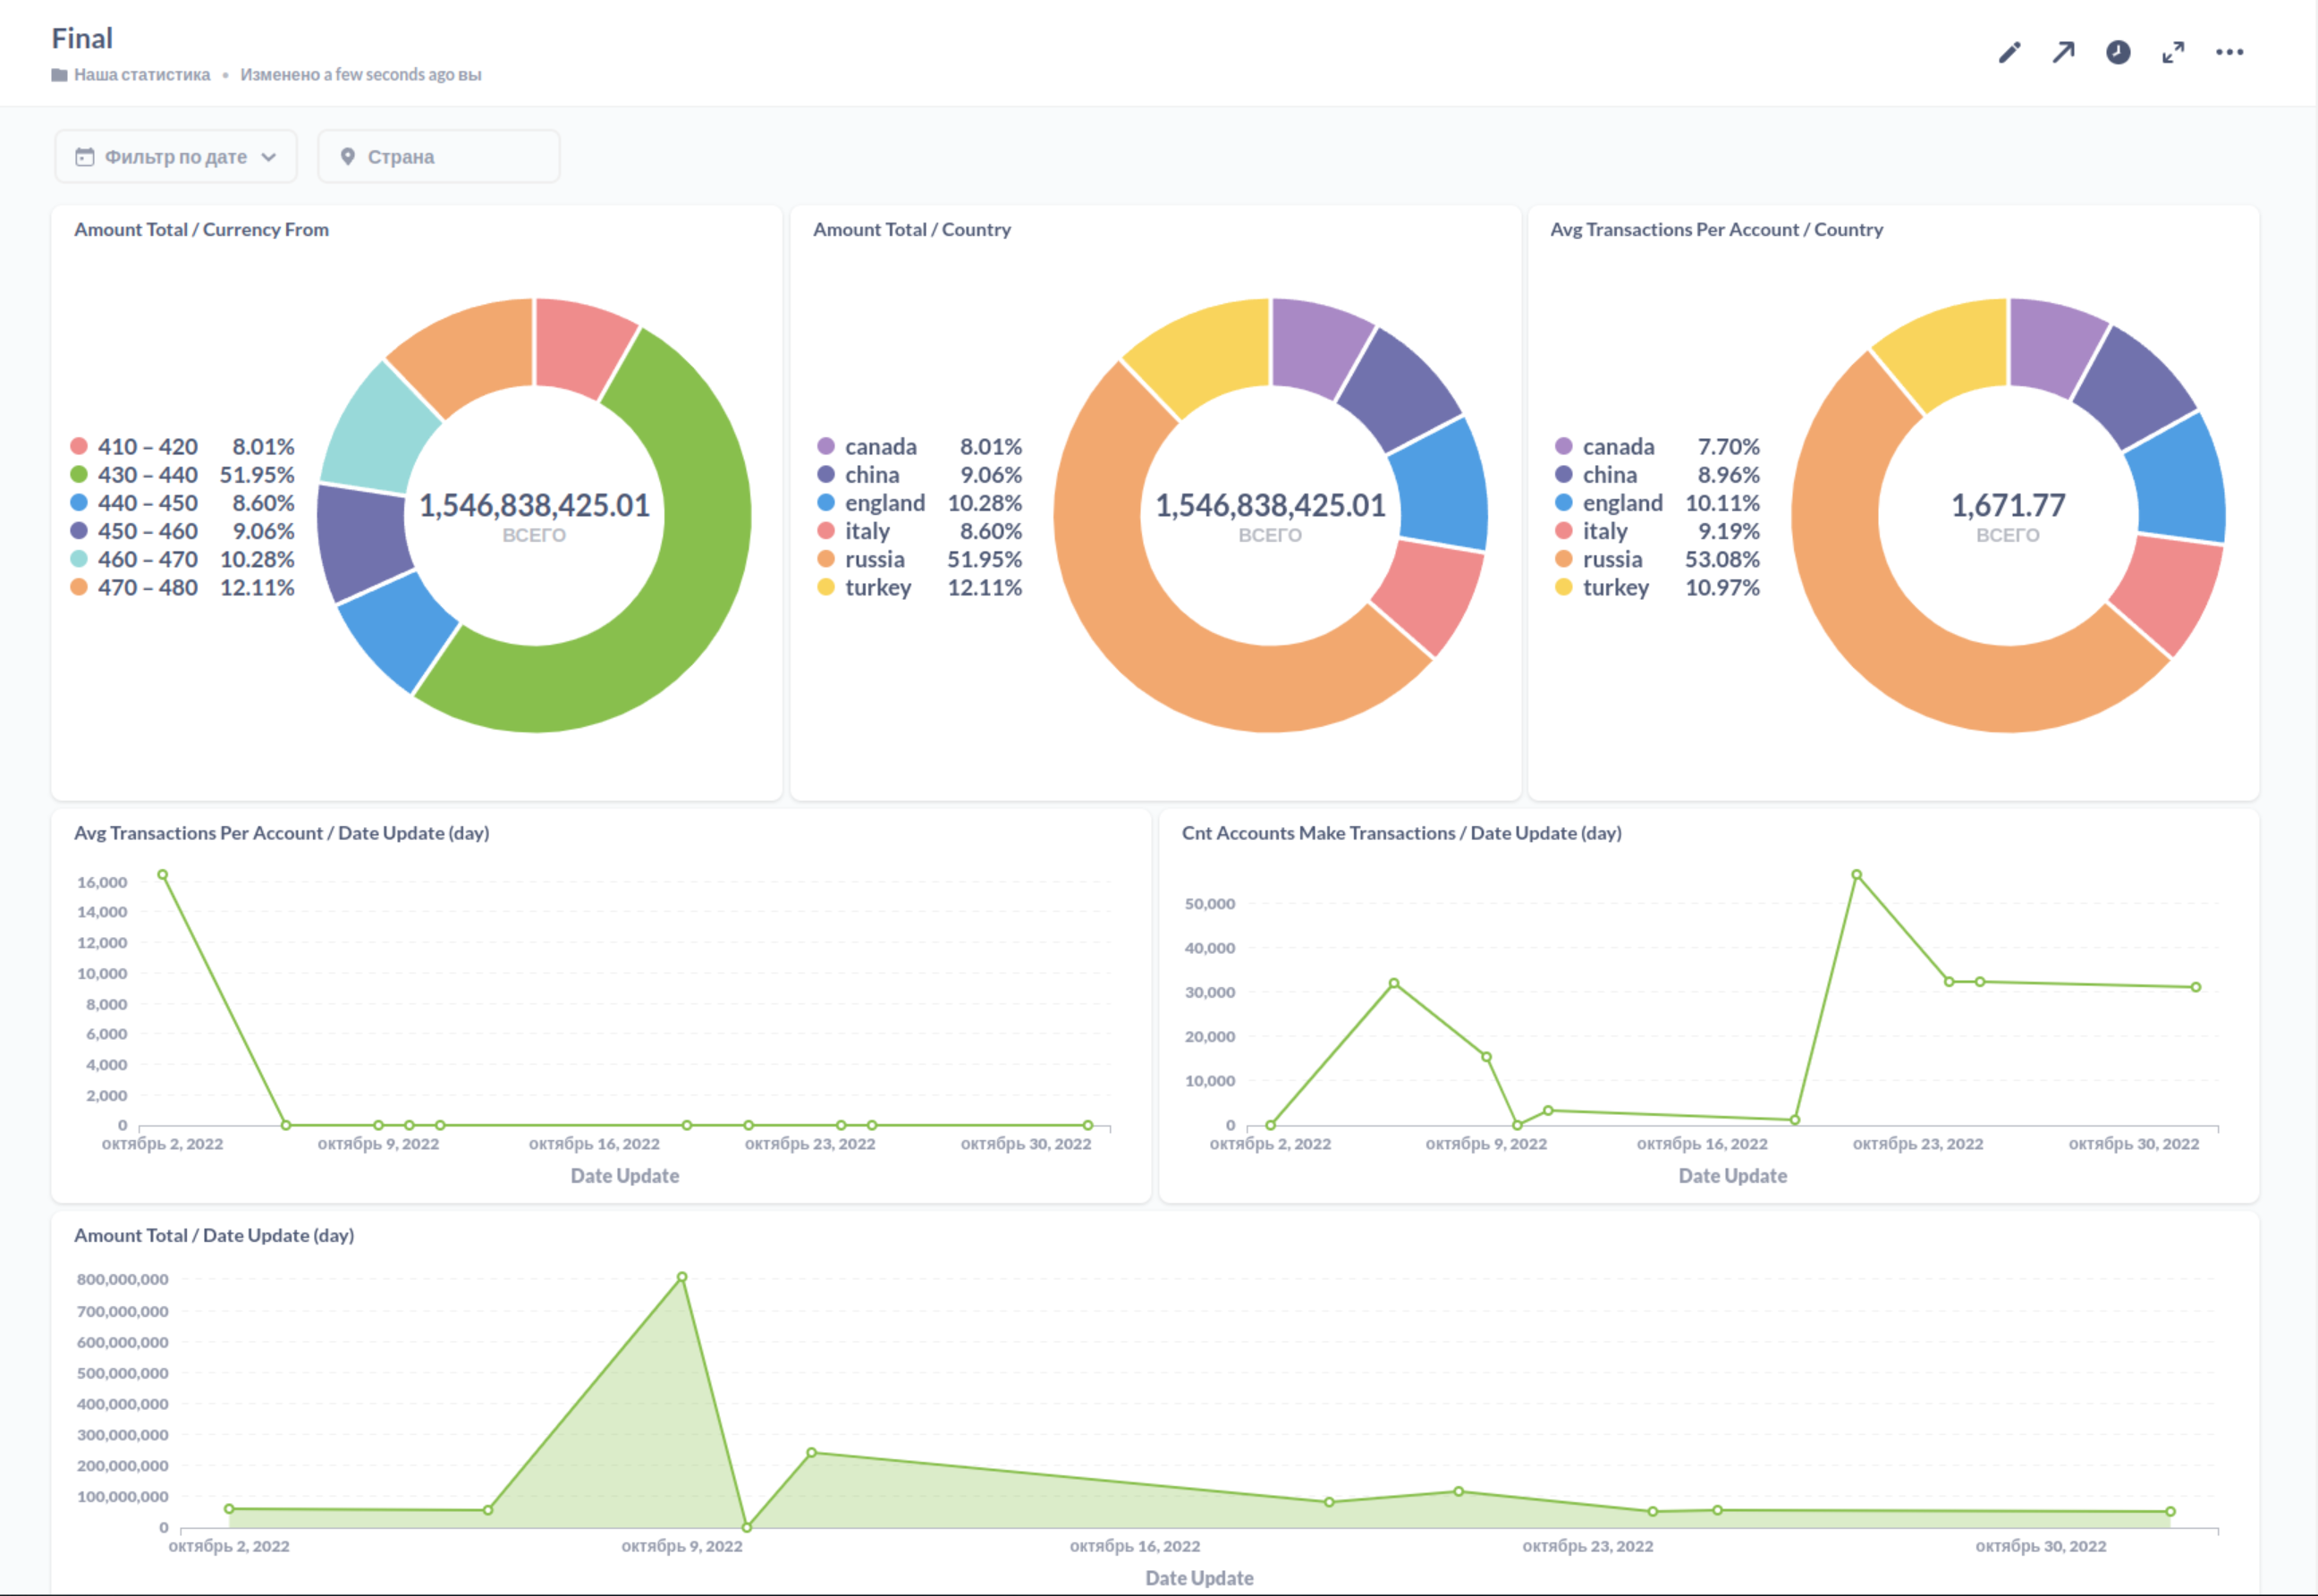 Final
Наша статистика • Изменено a few seconds ago вы
Фильтр по дате
Страна
Amount Total / Currency From
410 – 420 8.01%
430 – 440 51.95%
440 – 450 8.60%
450 – 460 9.06%
460 – 470 10.28%
470 – 480 12.11%
1,546,838,425.01
ВСЕГО
Amount Total / Country
canada 8.01%
china 9.06%
england 10.28%
italy 8.60%
russia 51.95%
turkey 12.11%
1,546,838,425.01
ВСЕГО
Avg Transactions Per Account / Country
canada 7.70%
china 8.96%
england 10.11%
italy 9.19%
russia 53.08%
turkey 10.97%
1,671.77
ВСЕГО
Avg Transactions Per Account / Date Update (day)
16,000
14,000
12,000
10,000
8,000
6,000
4,000
2,000
0
октябрь 2, 2022 октябрь 9, 2022 октябрь 16, 2022 октябрь 23, 2022 октябрь 30, 2022
Date Update
Cnt Accounts Make Transactions / Date Update (day)
50,000
40,000
30,000
20,000
10,000
0
октябрь 2, 2022 октябрь 9, 2022 октябрь 16, 2022 октябрь 23, 2022 октябрь 30, 2022
Date Update
Amount Total / Date Update (day)
800,000,000
700,000,000
600,000,000
500,000,000
400,000,000
300,000,000
200,000,000
100,000,000
0
октябрь 2, 2022 октябрь 9, 2022 октябрь 16, 2022 октябрь 23, 2022 октябрь 30, 2022
Date Update